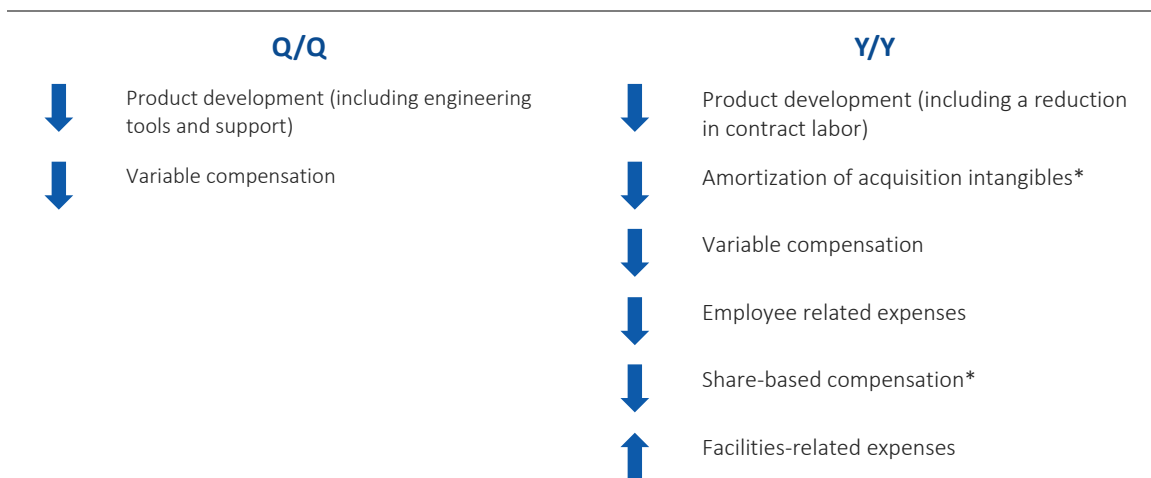 Q/Q
Product development (including engineering
tools and support)
Variable compensation
Y/Y
Product development (including a reduction
in contract labor)
Amortization of acquisition intangibles*
Variable compensation
Employee related expenses
Share-based compensation*
Facilities-related expenses